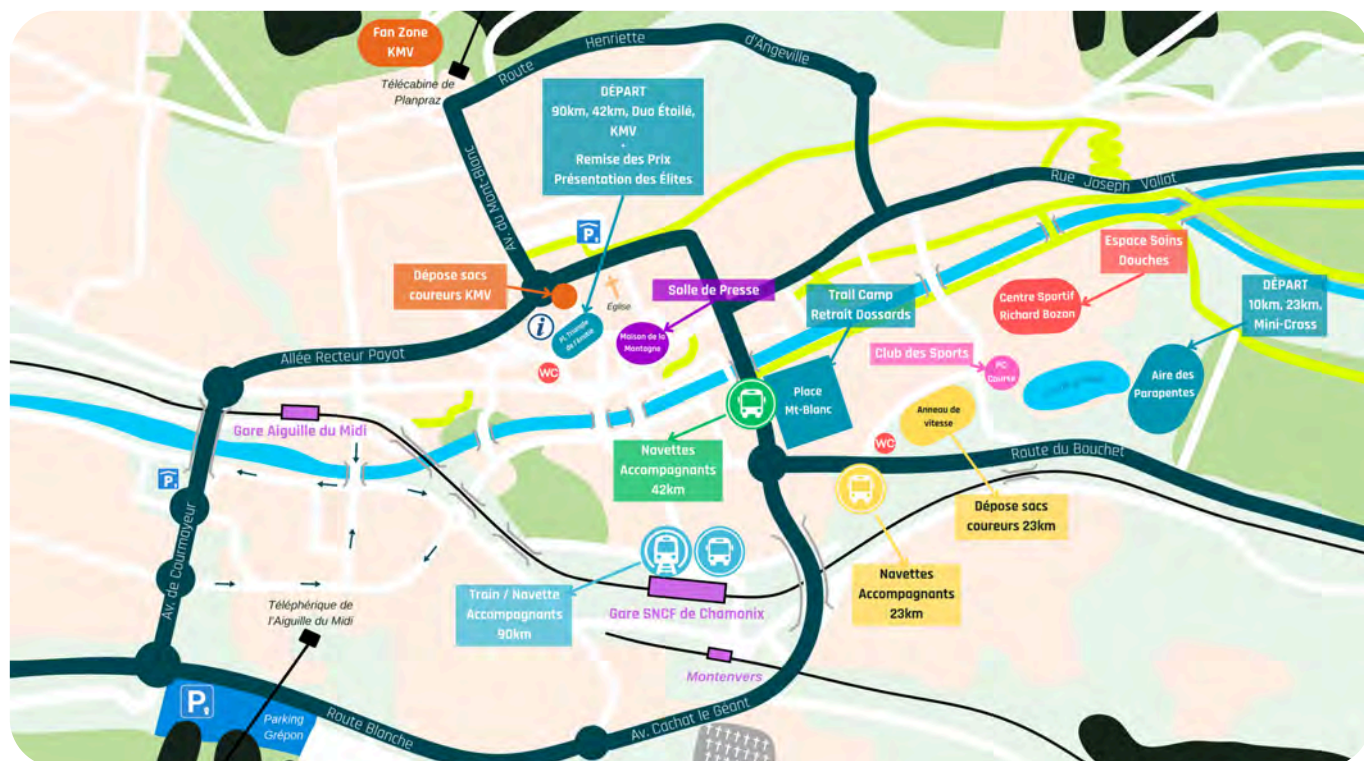 Fan Zone
KMV
Télécabine de
Planpraz
Route
Henriette
d'Angeville
DÉPART
90km, 42km, Duo Étoilé,
KMV
+
Remise des Prix
Présentation des Élites
Av. du Mont-Blanc
Rue Joseph Vallot
P
Dépose sacs
coureurs KMV
Église
i
Pl. Triangle
de l'Amitié
Salle de Presse
Maison de la
Montagne
WC
Trail Camp
Retrait Dossards
Espace Soins
Douches
Centre Sportif
Richard Bozon
DÉPART
10km, 23km,
Mini-Cross
Allée Recteur Payot
Club des Sports
PC
Course
Aire des
Parapentes
Place
Mt-Blanc
Anneau de
vitesse
Gare Aiguille du Midi
WC
Route du Bouchet
Navettes
Accompagnants
42km
P
Dépose sacs
coureurs 23km
Av. de Courmayeur
Train / Navette
Accompagnants
90km
Gare SNCF de Chamonix
Navettes
Accompagnants
23km
Téléphérique de
l'Aiguille du Midi
Montenvers
P
Parking
Grépon
Route Blanche
Av. Cachat le Géant